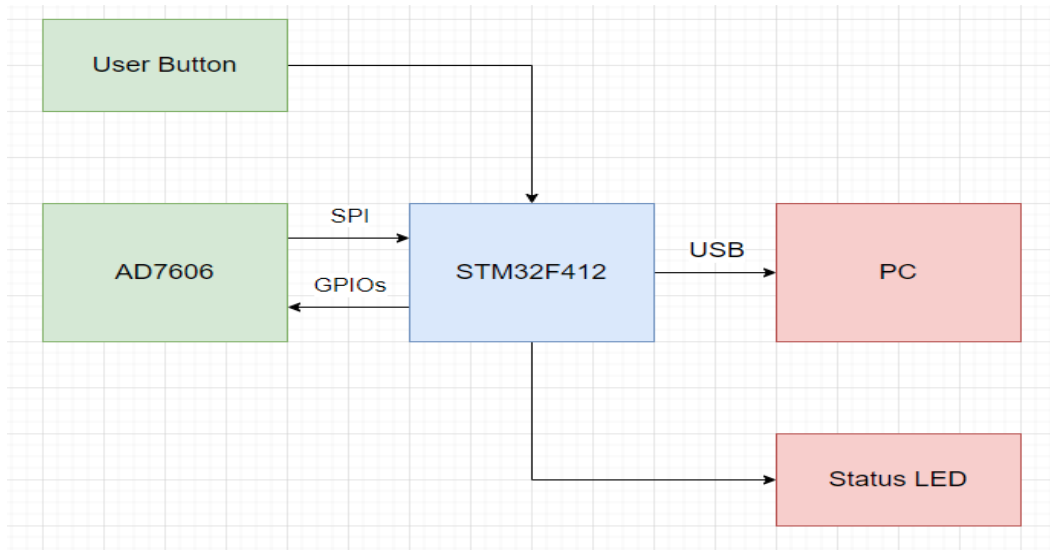 User Button
SPI
AD7606
STM32F412
USB
PC
GPIOs
Status LED